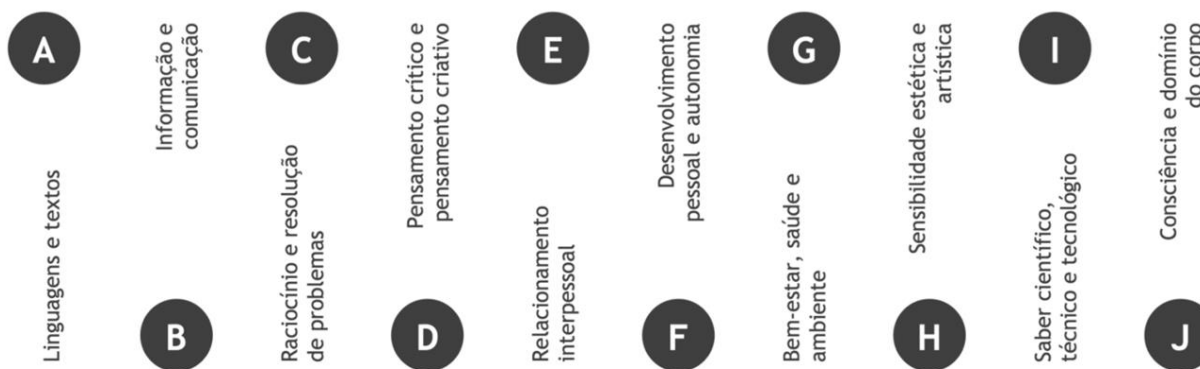 A
Linguagens e textos
B
Informação e
comunicação
C
Raciocínio e resolução
de problemas
D
Pensamento crítico e
pensamento criativo
E
Relacionamento
interpessoal
F
Desenvolvimento
pessoal e autonomia
G
Bem-estar, saúde e
ambiente
H
Sensibilidade estética e
artística
I
Saber científico,
técnico e tecnológico
J
Consciência e domínio
do corpo